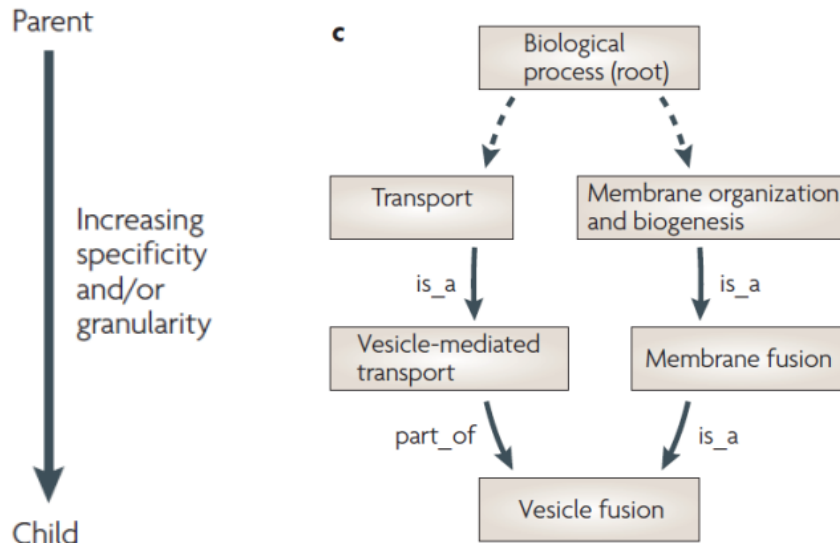 Parent
Increasing
specificity
and/or
granularity
Child
c
Biological
process (root)
Transport
Membrane organization
and biogenesis
is_a
is_a
Vesicle-mediated
transport
Membrane fusion
part_of
is_a
Vesicle fusion